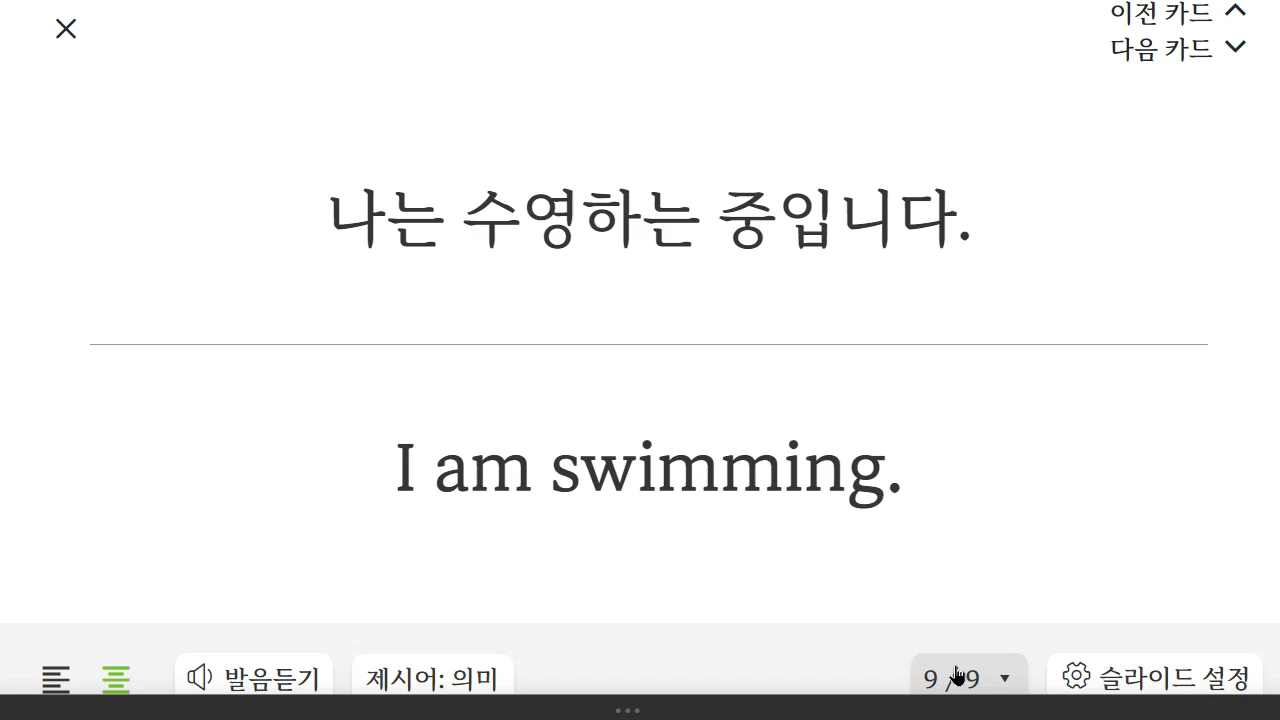 이전 카드
다음 카드
나는 수영하는 중입니다.
I am swimming.
발음듣기
제시어: 의미
9 / 9
슬라이드 설정